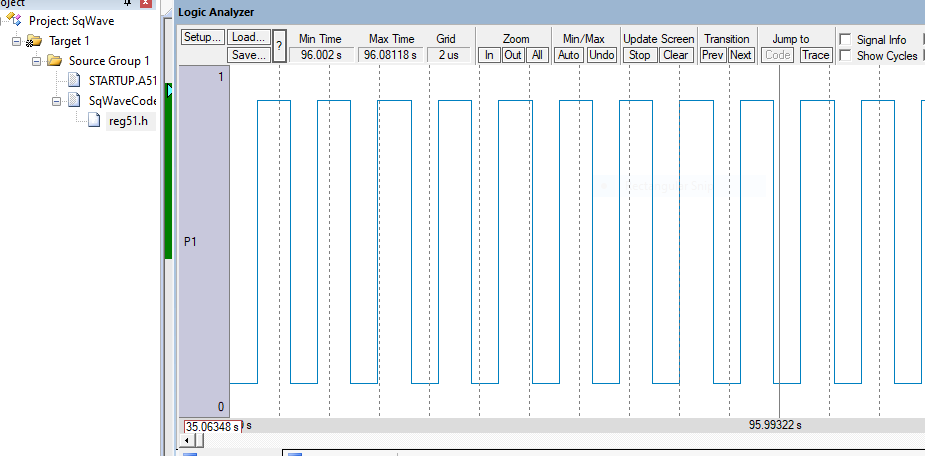 oject
Project: SqWave
Target 1
Source Group 1
STARTUP.A51
SqWaveCode
reg51.h
Logic Analyzer
Setup... Load... Save... ?
Min Time Max Time Grid Zoom Min/Max Update Screen Transition Jump to Signal Info
96.002 s 96.08118 s 2 us In Out All Auto Undo Stop Clear Prev Next Code Trace Show Cycles
1
P1
0
35.06348 s s 95.99322 s